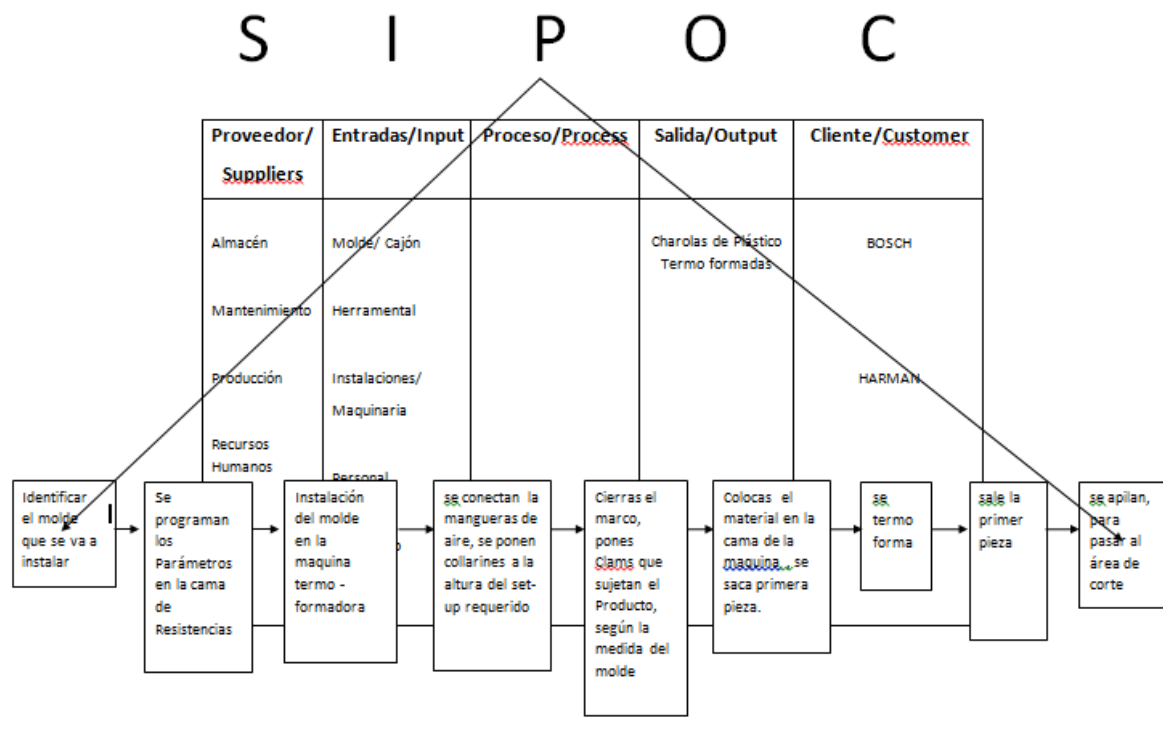 S I P O C
Proveedor/
Suppliers
Entradas/Input
Proceso/Process
Salida/Output
Cliente/Customer
Almacén
Mantenimiento
Producción
Recursos
Humanos
Molde/ Cajón
Herramental
Instalaciones/
Maquinaria
Personal
Charolas de Plástico
Termo formadas
BOSCH
HARMAN
Identificar
el molde
que se va a
instalar
Se
programan
los
Parámetros
en la cama
de
Resistencias
Instalación
del molde
en la
maquina
termo -
formadora
se conectan la
mangueras de
aire, se ponen
collarines a la
altura del set-
up requerido
Cierras el
marco,
pones
Clams que
sujetan el
Producto,
según la
medida del
molde
Colocas el
material en la
cama de la
maquina, se
saca primera
pieza.
se
termo
forma
sale la
primer
pieza
se apilan,
para
pasar al
área de
corte